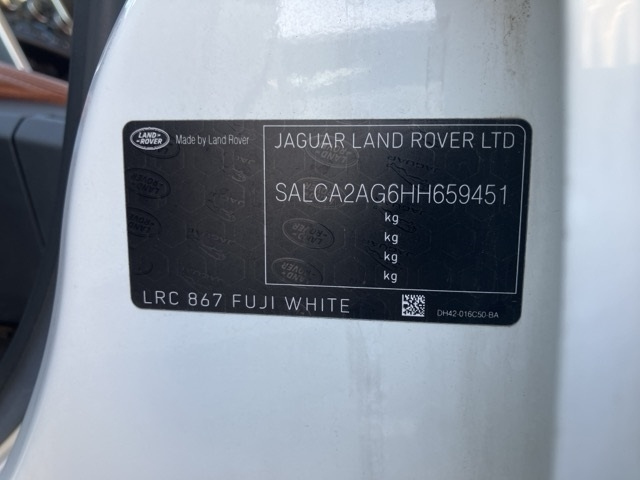 LAND-
-ROVER
Made by Land Rover
JAGUAR LAND ROVER LTD
SALCA2AG6HH659451
kg
kg
kg
kg
LRC 867 FUJI WHITE
DH42-016C50-BA